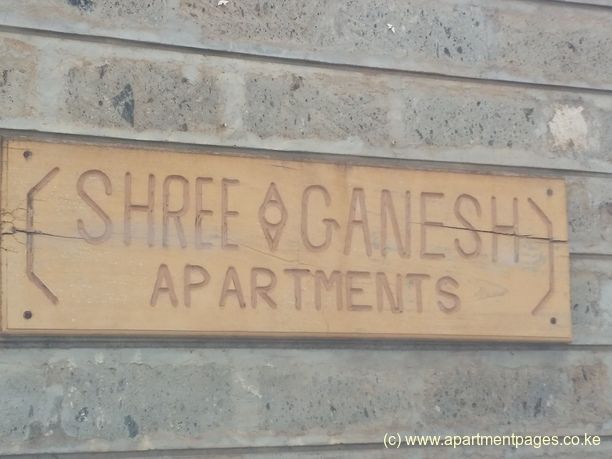 SHREE GANESH
APARTMENTS
(c) www.apartmentpages.co.ke